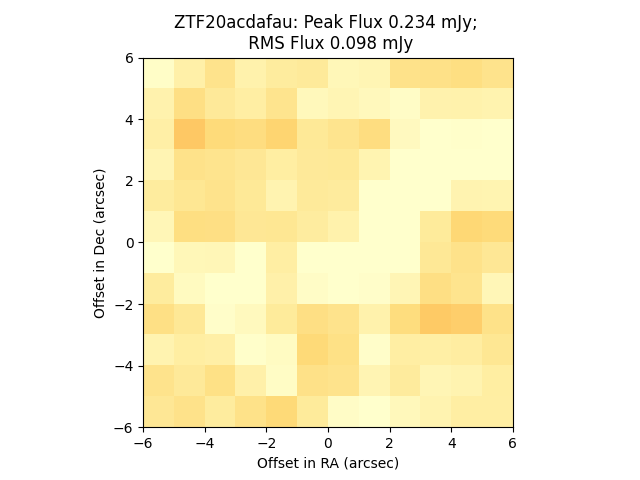 ZTF20acdafau: Peak Flux 0.234 mJy;
RMS Flux 0.098 mJy
6
4
2
0
−2
−4
−6
Offset in Dec (arcsec)
−6 −4 −2 0 2 4 6
Offset in RA (arcsec)